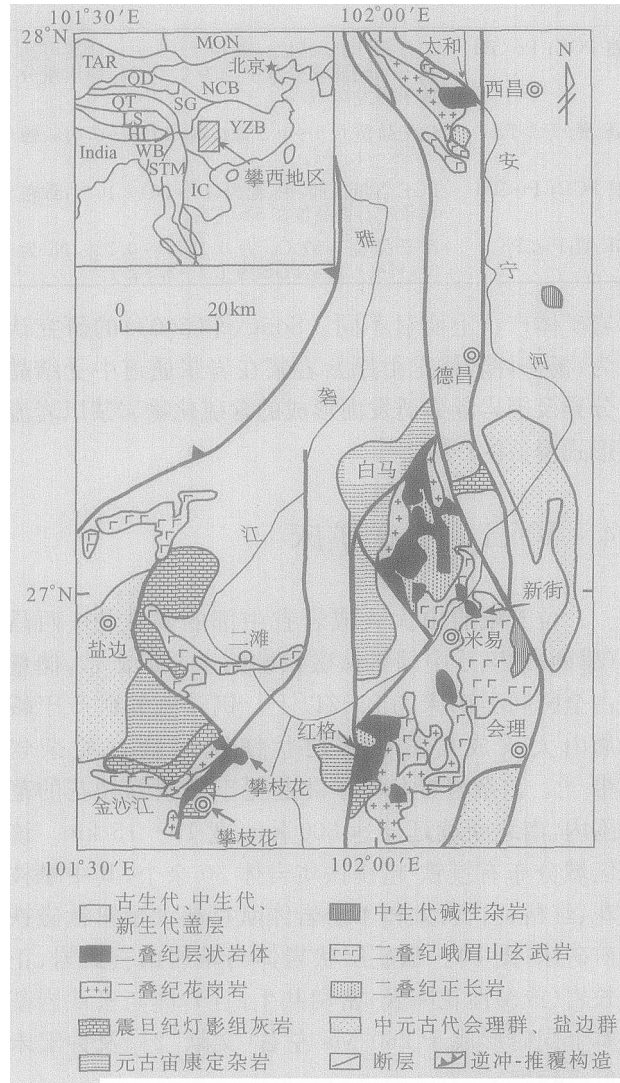 101°30′E
102°00′E
28°N
MON
TAR
北京
QD
NCB
QT
SG
LS
YZB
HI
India
WB
STM
IC
攀西地区
N
太和
西昌
安
宁
河
雅
砻
江
0 20 km
德昌
白马
27°N
新街
盐边
二滩
米易
红格
会理
金沙江
攀枝花
攀枝花
101°30′E
102°00′E
古生代、中生代、
新生代盖层
中生代碱性杂岩
二叠纪层状岩体
二叠纪峨眉山玄武岩
二叠纪花岗岩
二叠纪正长岩
震旦纪灯影组灰岩
中元古代会理群、盐边群
元古宙康定杂岩
断层
逆冲-推覆构造